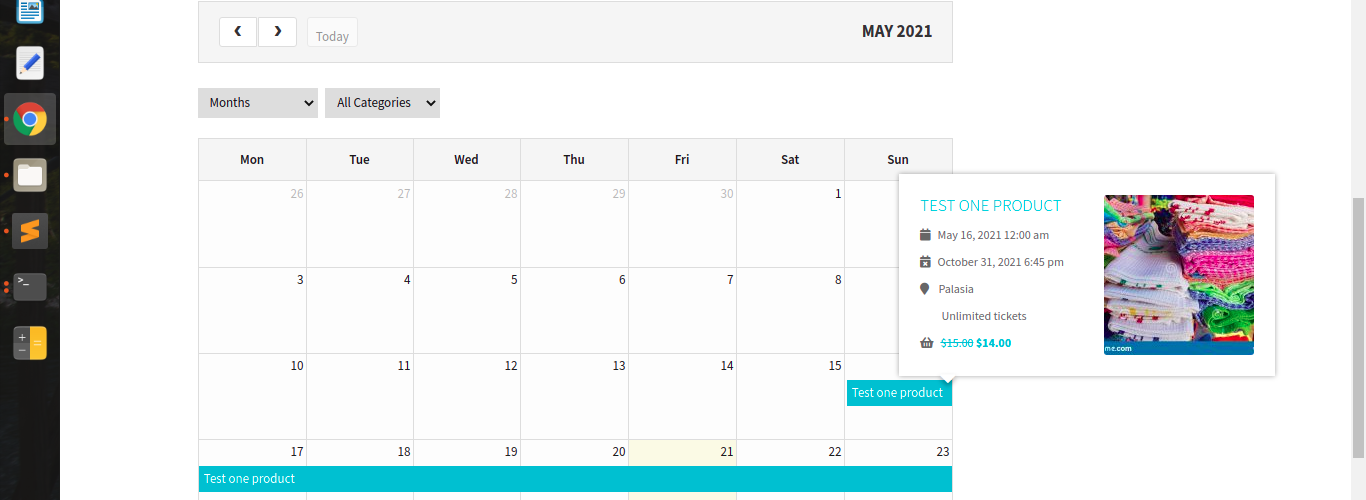 Today
MAY 2021
Months
All Categories
Mon Tue Wed Thu Fri Sat Sun
26 27 28 29 30 1
TEST ONE PRODUCT
May 16, 2021 12:00 am
October 31, 2021 6:45 pm
Palasia
Unlimited tickets
$15.00 $14.00
me.com
3 4 5 6 7 8
10 11 12 13 14 15
Test one product
17 18 19 20 21 22 23
Test one product